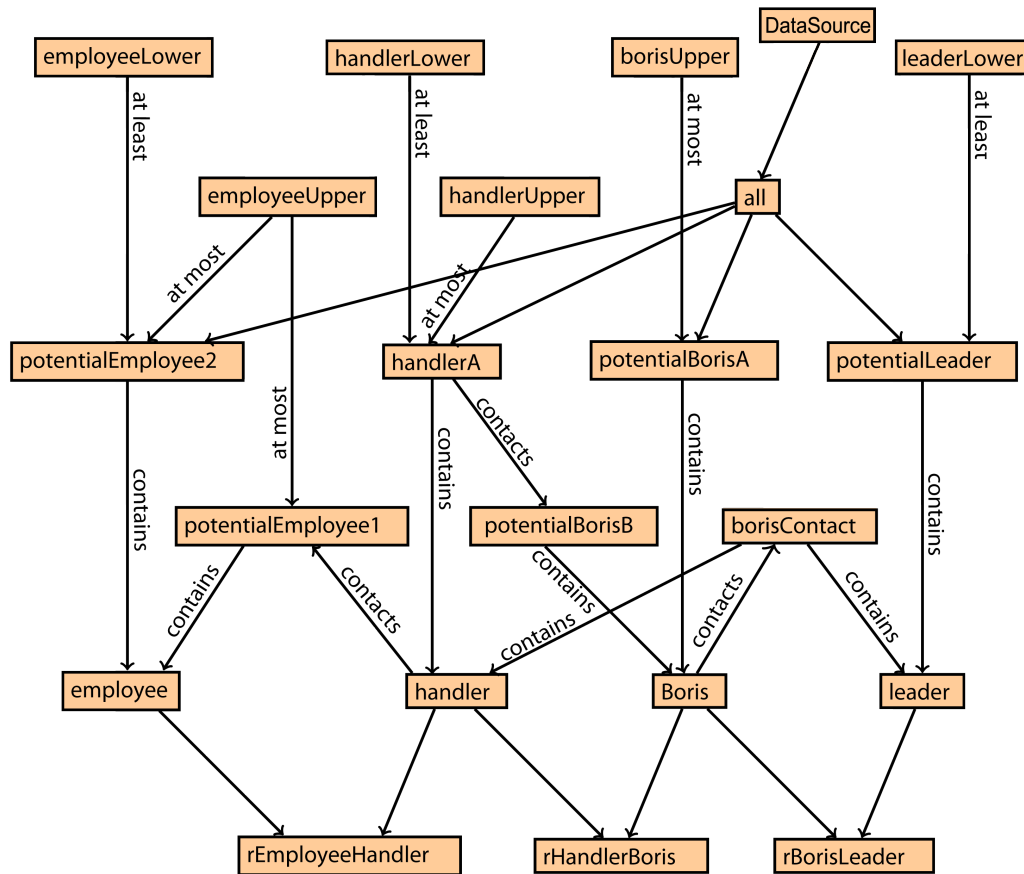 DataSource
employeeLower
handlerLower
borisUpper
leaderLower
at least
at least
at most
at least
employeeUpper
handlerUpper
all
at most
at most
potentialEmployee2
handlerA
potentialBorisA
potentialLeader
at most
contacts
contains
contains
contains
contains
potentialEmployee1
potentialBorisB
borisContact
contains
contacts
contains
contains
contacts
contains
employee
handler
Boris
leader
rEmployeeHandler
rHandlerBoris
rBorisLeader